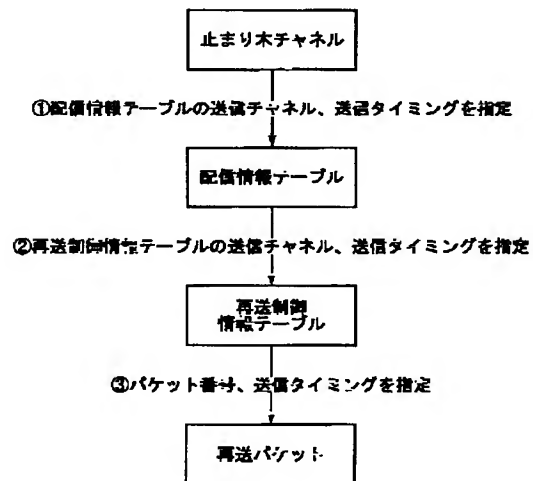 止まり木チャネル
①配信情報テーブルの送信チャネル、送信タイミングを指定
配信情報テーブル
②再送制御情報テーブルの送信チャネル、送信タイミングを指定
再送制御
情報テーブル
③パケット番号、送信タイミングを指定
再送パケット